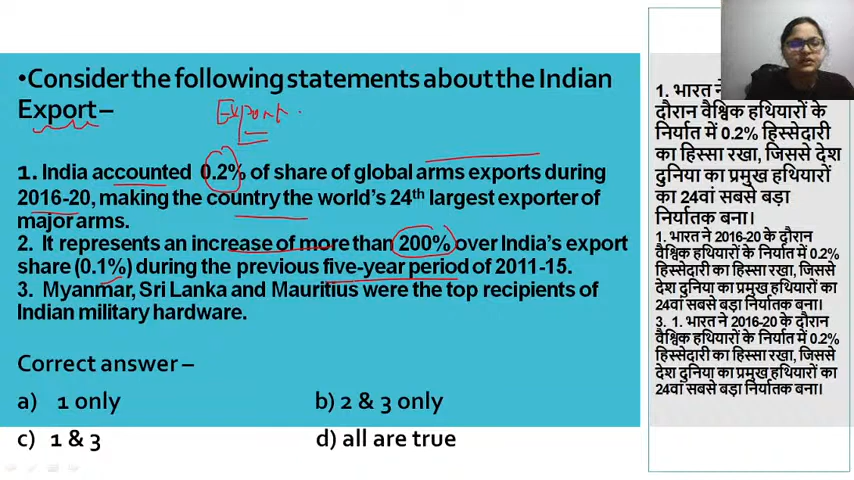 •Consider the following statements about the Indian
Export –
Export.
1. India accounted 0.2% of share of global arms exports during
2016-20, making the country the world's 24th largest exporter of
major arms.
2. It represents an increase of more than 200% over India's export
share (0.1%) during the previous five-year period of 2011-15.
3. Myanmar, Sri Lanka and Mauritius were the top recipients of
Indian military hardware.
Correct answer –
a) 1 only
b) 2 & 3 only
c) 1 & 3
d) all are true
1. भारत ने
दौरान वैश्विक हथियारों के
निर्यात में 0.2% हिस्सेदारी
का हिस्सा रखा, जिससे देश
दुनिया का प्रमुख हथियारों
का 24वां सबसे बड़ा
निर्यातक बना।
1. भारत ने 2016-20 के दौरान
वैश्विक हथियारों के निर्यात में 0.2%
हिस्सेदारी का हिस्सा रखा, जिससे
देश दुनिया का प्रमुख हथियारों का
24वां सबसे बड़ा निर्यातक बना।
3. 1. भारत ने 2016-20 के दौरान
वैश्विक हथियारों के निर्यात में 0.2%
हिस्सेदारी का हिस्सा रखा, जिससे
देश दुनिया का प्रमुख हथियारों का
24वां सबसे बड़ा निर्यातक बना।